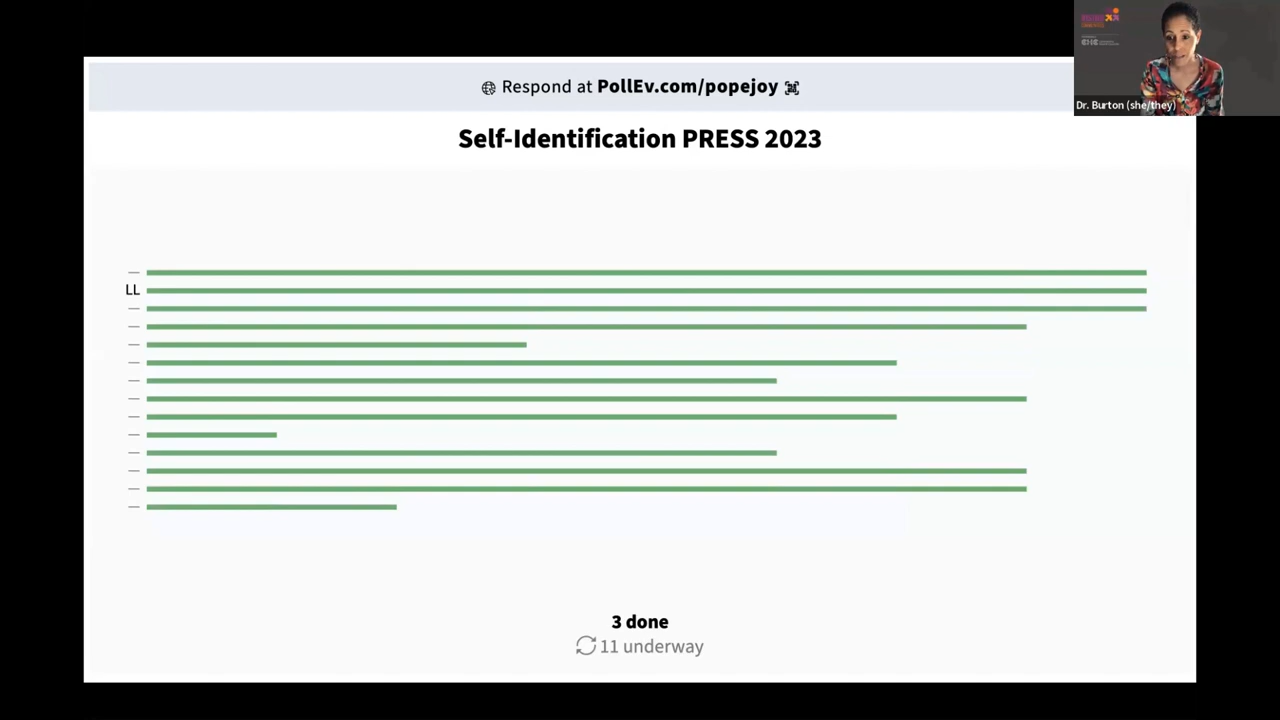 Respond at PollEv.com/popejoy
Self-Identification PRESS 2023
LL
3 done
11 underway
Dr. Burton (she/they)